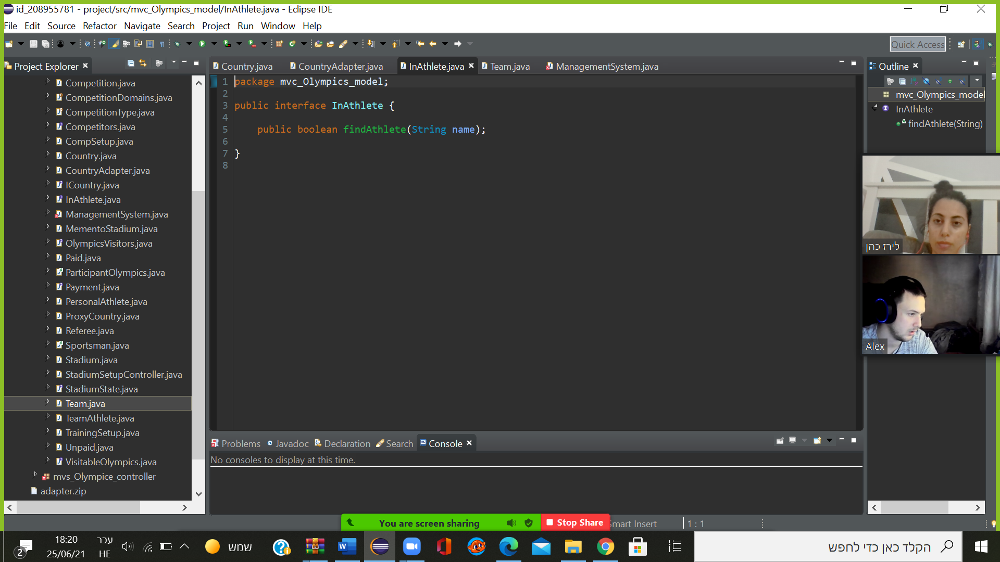 id_208955781 - project/src/mvc_Olympics_model/InAthlete.java - Eclipse IDE
File Edit Source Refactor Navigate Search Project Run Window Help
Quick Access
Project Explorer
Competition.java
CompetitionDomains.java
CompetitionType.java
Competitors.java
CompSetup.java
Country.java
CountryAdapter.java
ICountry.java
InAthlete.java
ManagementSystem.java
MementoStadium.java
OlympicsVisitors.java
Paid.java
ParticipantOlympics.java
Payment.java
PersonalAthlete.java
ProxyCountry.java
Referee.java
Sportsman.java
Stadium.java
StadiumSetupController.java
StadiumState.java
Team.java
TeamAthlete.java
TrainingSetup.java
Unpaid.java
VisitableOlympics.java
mvs_Olympice_controller
adapter.zip
Country.java CountryAdapter.java InAthlete.java Team.java ManagementSystem.java
1 package mvc_Olympics_model;
2
3 public interface InAthlete {
4
5 public boolean findAthlete(String name);
6
7 }
8
Outline
mvc_Olympics_model
InAthlete
findAthlete(String)
לירז כהן
Alex
Problems Javadoc Declaration Search Console
No consoles to display at this time.
You are screen sharing Stop Share
Smart Insert 1 : 1
2
18:20
25/06/21
עבר
HE
שמש
הקלד כאן כדי לחפש